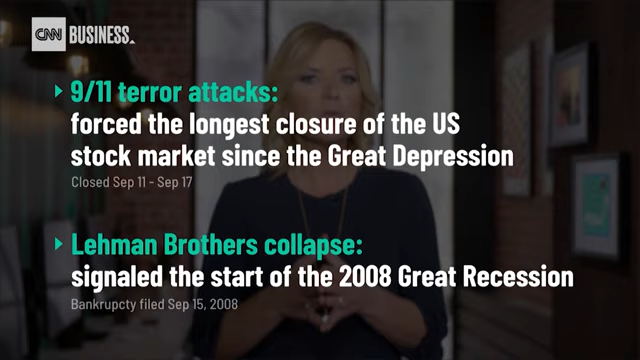 CNN BUSINESS
9/11 terror attacks:
forced the longest closure of the US
stock market since the Great Depression
Closed Sep 11 - Sep 17
Lehman Brothers collapse:
signaled the start of the 2008 Great Recession
Bankrupcty filed Sep 15, 2008